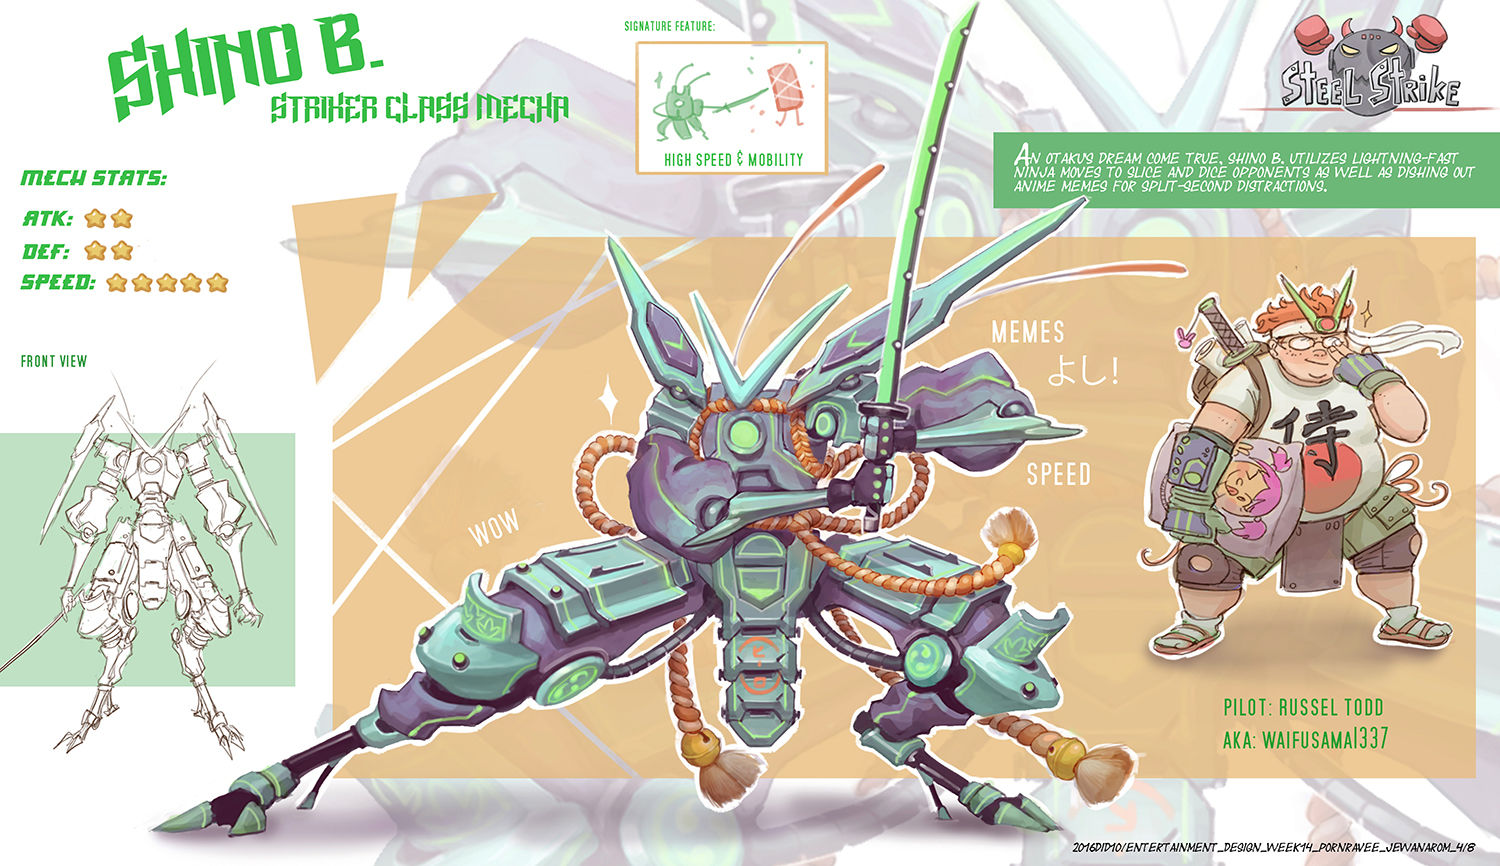 SHINO B.
STRIKER CLASS MECHA
SIGNATURE FEATURE:
HIGH SPEED & MOBILITY
STEEL STRIKE
AN OTAKUS DREAM COME TRUE, SHINO B. UTILIZES LIGHTNING-FAST
NINJA MOVES TO SLICE AND DICE OPPONENTS AS WELL AS DISHING OUT
ANIME MEMES FOR SPLIT-SECOND DISTRACTIONS.
MECH STATS:
ATK:
DEF:
SPEED:
FRONT VIEW
MEMES
よし!
SPEED
WOW
侍
ヒーロ
PILOT: RUSSEL TODD
AKA: WAIFUSAMA1337
2016DID10/ENTERTAINMENT_DESIGN_WEEK14_PORNRAVEE_JEWANAROM_4/8